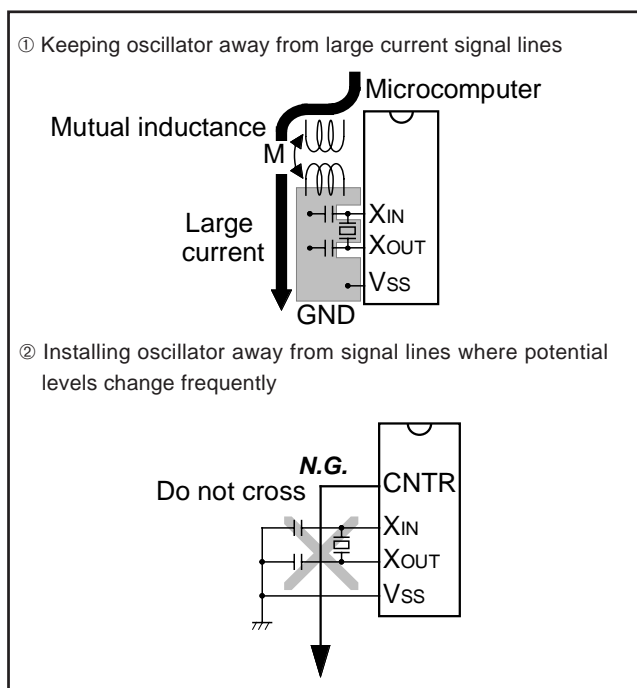 ① Keeping oscillator away from large current signal lines
Microcomputer
Mutual inductance
M
XIN
Large
current
XOUT
VSS
GND
② Installing oscillator away from signal lines where potential
levels change frequently
N.G.
Do not cross
CNTR
XIN
XOUT
VSS